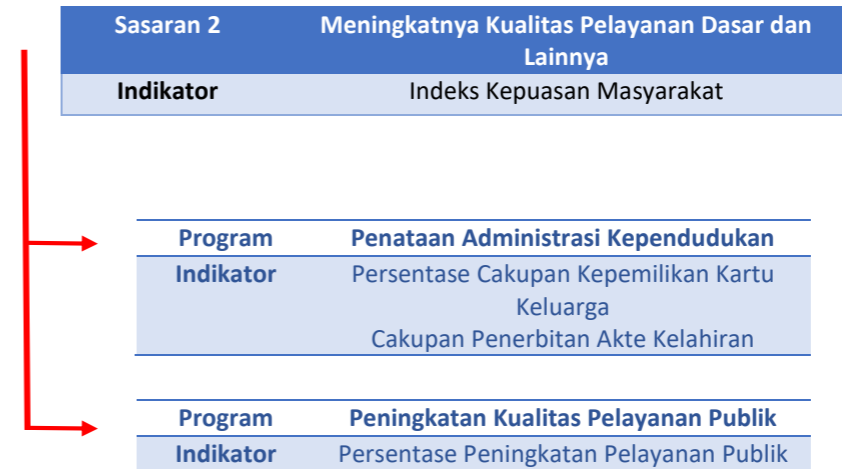 Sasaran 2 Meningkatnya Kualitas Pelayanan Dasar dan
Lainnya
Indikator Indeks Kepuasan Masyarakat
Program Penataan Administrasi Kependudukan
Indikator Persentase Cakupan Kepemilikan Kartu
Keluarga
Cakupan Penerbitan Akte Kelahiran
Program Peningkatan Kualitas Pelayanan Publik
Indikator Persentase Peningkatan Pelayanan Publik